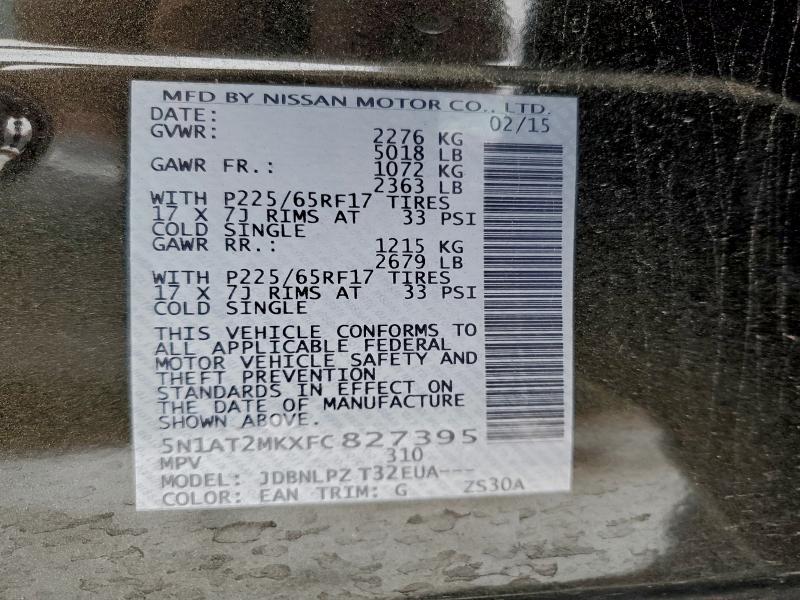 MFD BY NISSAN MOTOR CO., LTD.
DATE: 02/15
GVWR: 2276 KG
5018 LB
GAWR FR.: 1072 KG
2363 LB
WITH P225/65RF17 TIRES
17 X 7J RIMS AT 33 PSI
COLD SINGLE
GAWR RR.: 1215 KG
2679 LB
WITH P225/65RF17 TIRES
17 X 7J RIMS AT 33 PSI
COLD SINGLE
THIS VEHICLE CONFORMS TO
ALL APPLICABLE FEDERAL
MOTOR VEHICLE SAFETY AND
THEFT PREVENTION
STANDARDS IN EFFECT ON
THE DATE OF MANUFACTURE
SHOWN ABOVE.
5N1AT2MKXFC827395
MPV 310
MODEL: JDBNLPZ T32EUA---
COLOR: EAN TRIM: G ZS30A